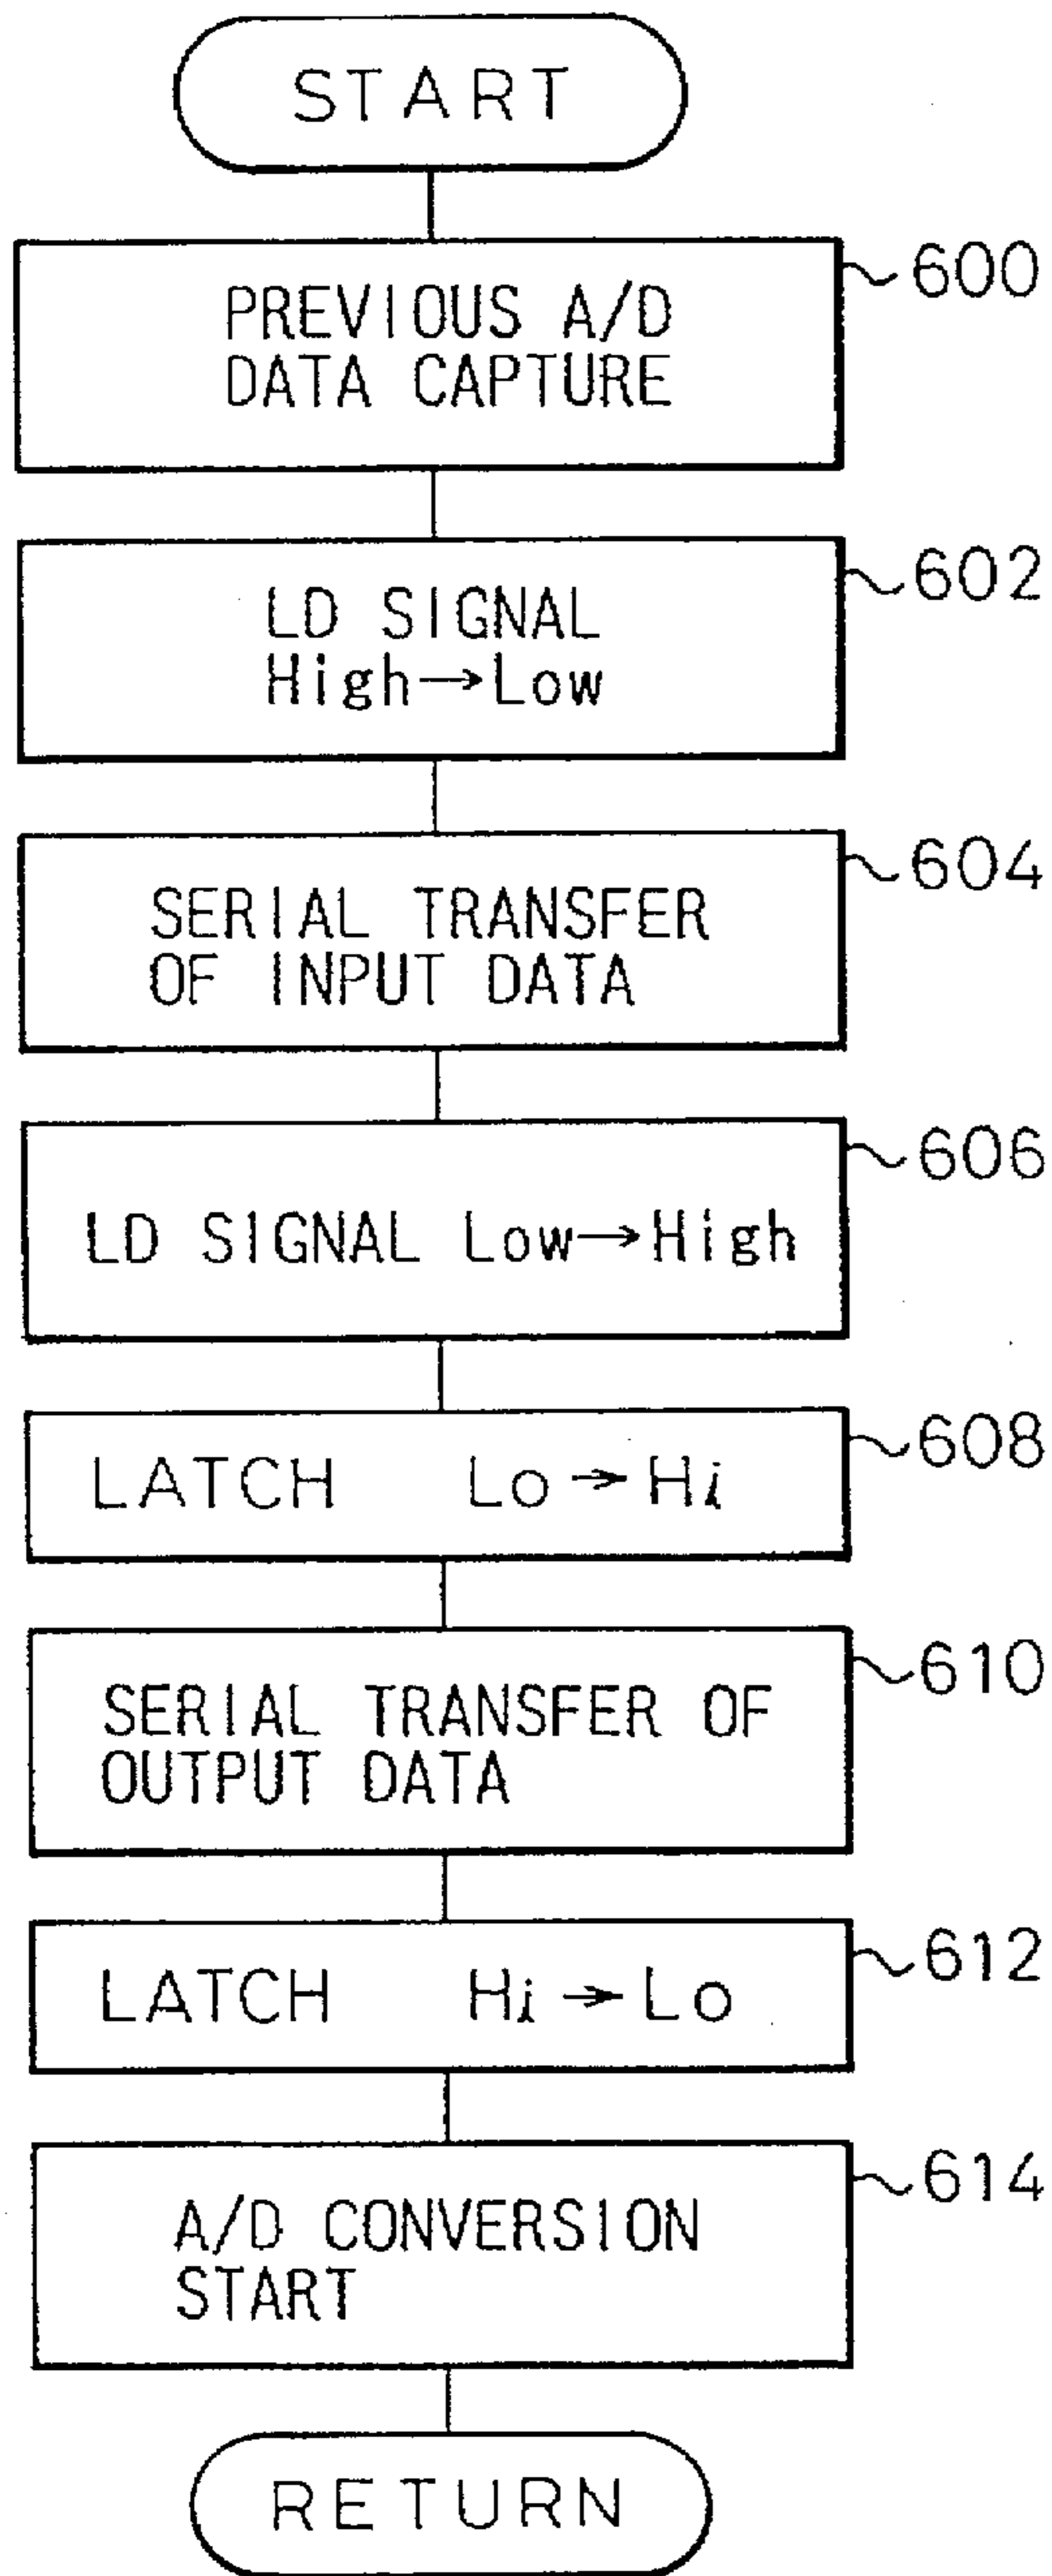 START
PREVIOUS A/D
DATA CAPTURE
600
LD SIGNAL
High→Low
602
SERIAL TRANSFER
OF INPUT DATA
604
LD SIGNAL Low→High
606
LATCH Lo→Hi
608
SERIAL TRANSFER OF
OUTPUT DATA
610
LATCH Hi→Lo
612
A/D CONVERSION
START
614
RETURN